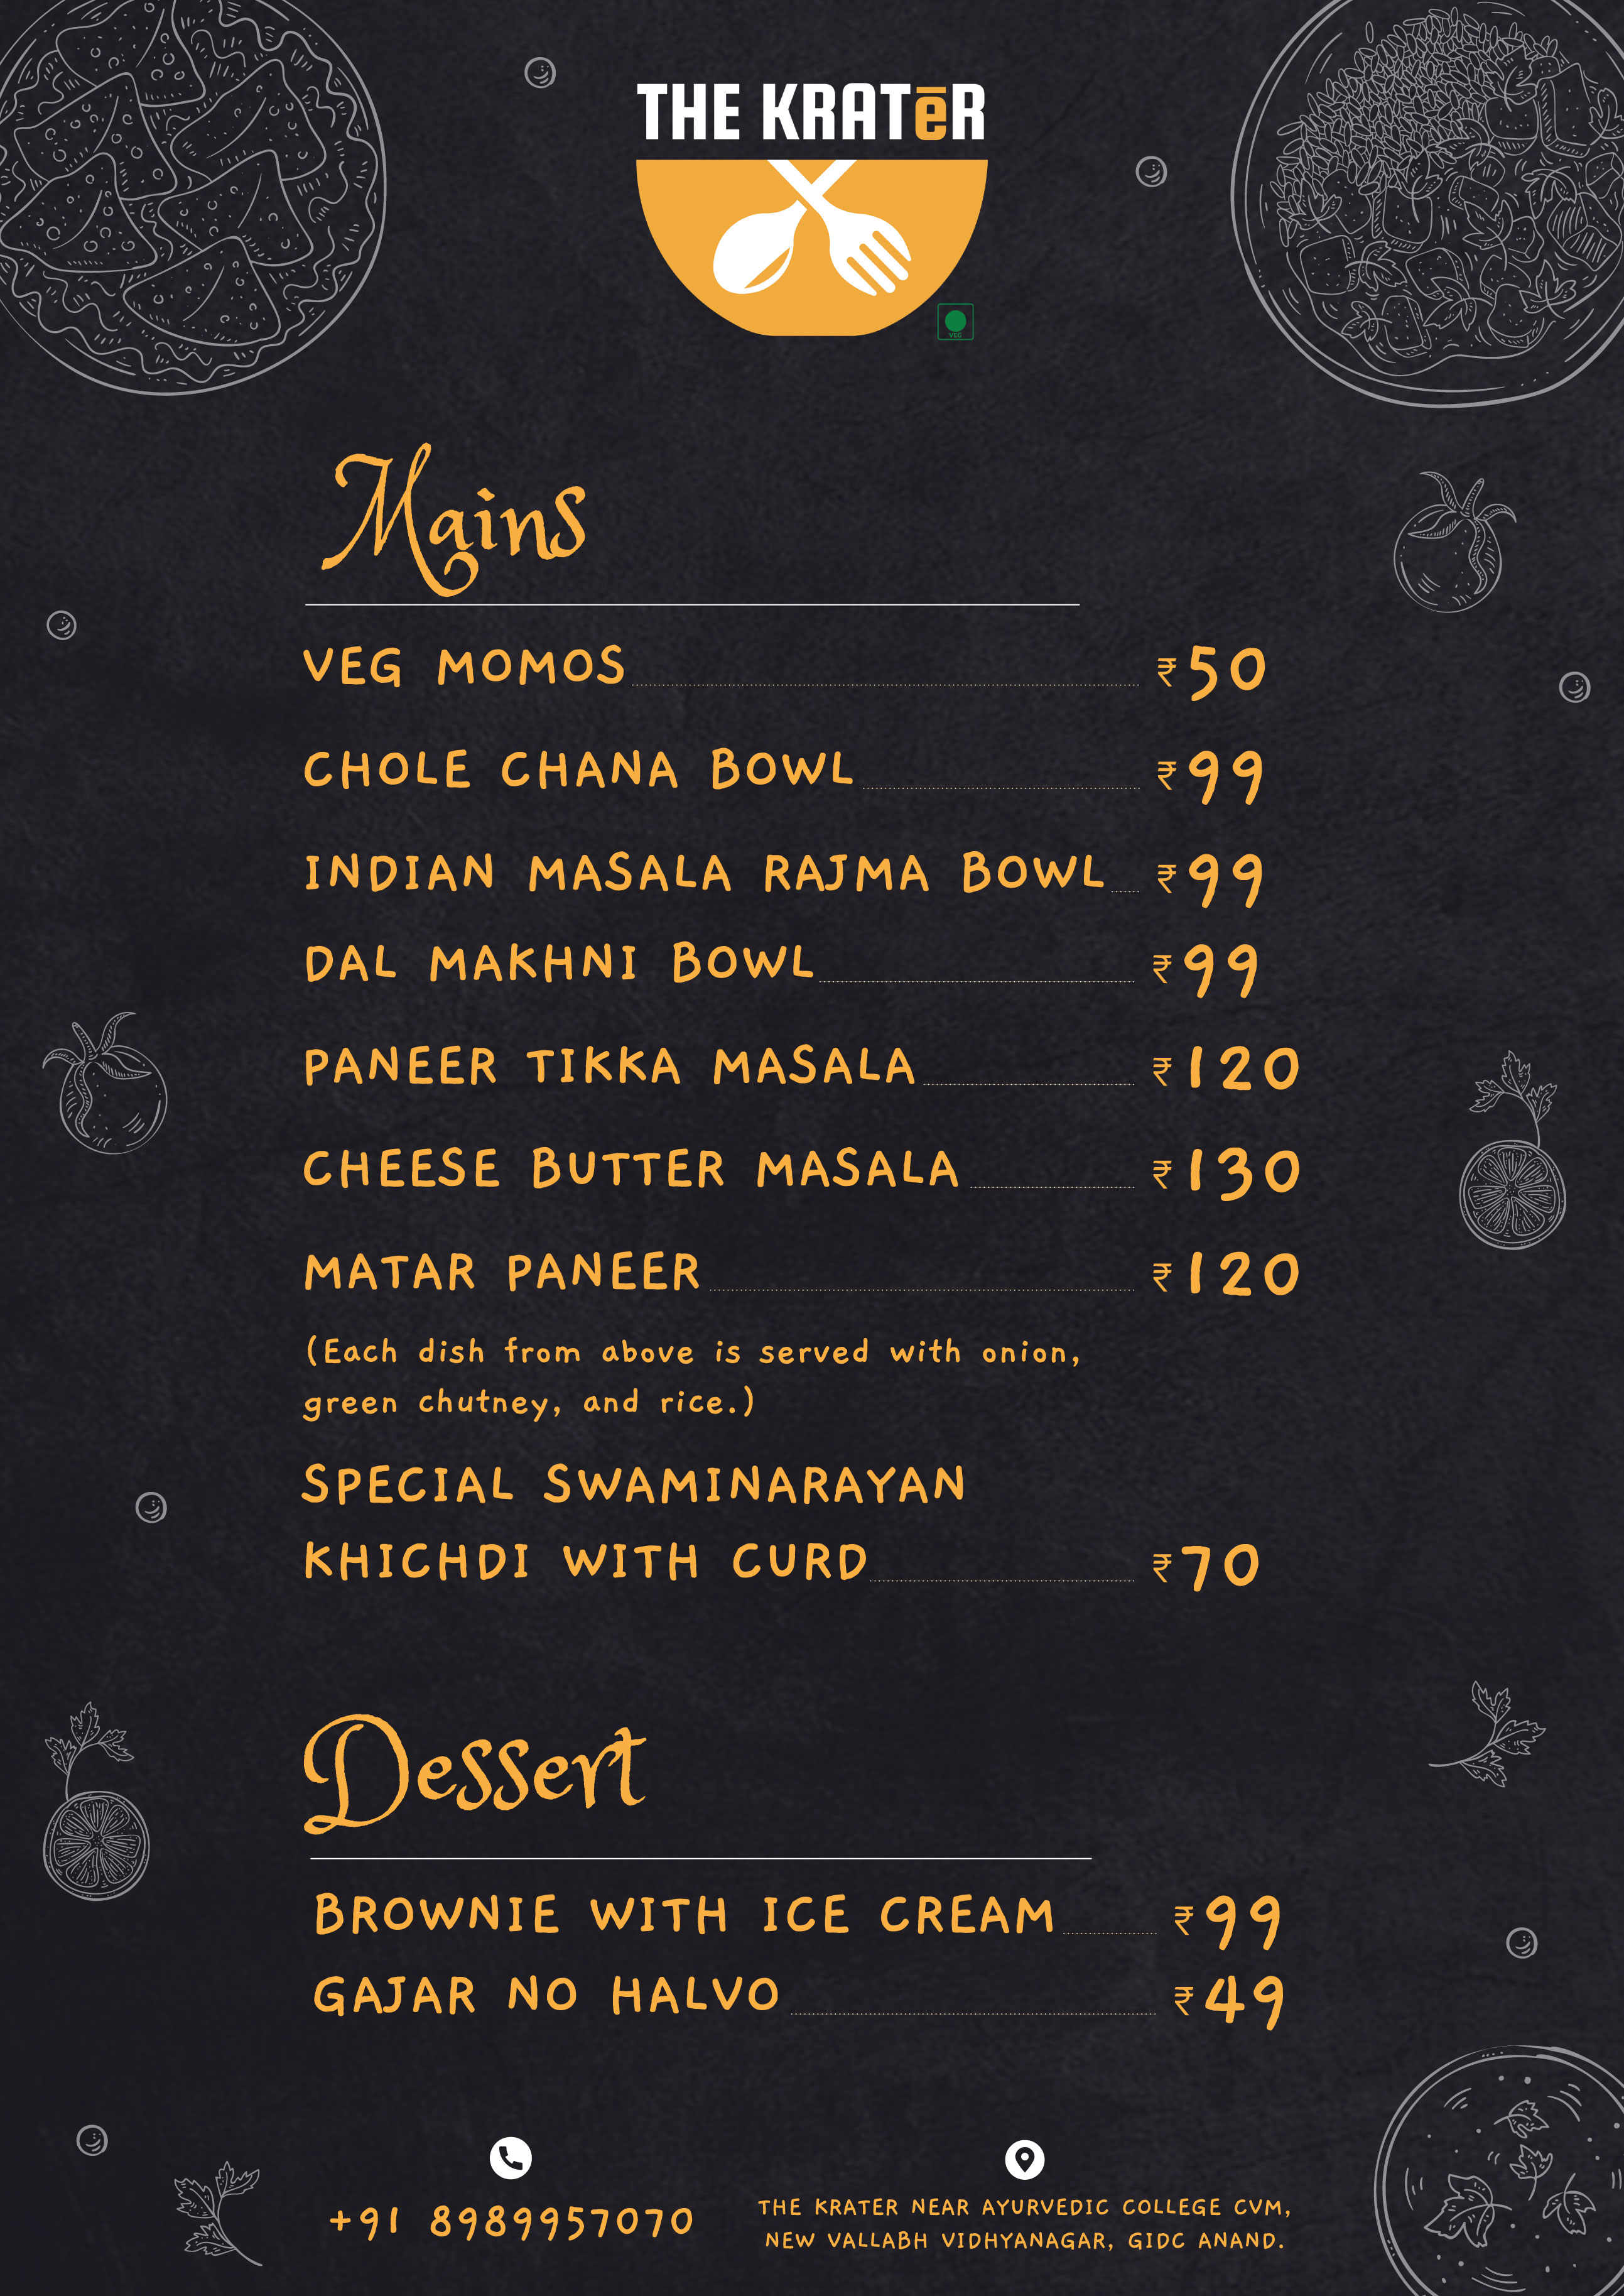 THE KRATēR
VEG
Mains
VEG MOMOS ₹50
CHOLE CHANA BOWL ₹99
INDIAN MASALA RAJMA BOWL ₹99
DAL MAKHNI BOWL ₹99
PANEER TIKKA MASALA ₹120
CHEESE BUTTER MASALA ₹130
MATAR PANEER ₹120
(Each dish from above is served with onion,
green chutney, and rice.)
SPECIAL SWAMINARAYAN
KHICHDI WITH CURD ₹70
Dessert
BROWNIE WITH ICE CREAM ₹99
GAJAR NO HALVO ₹49
+91 8989957070
THE KRATER NEAR AYURVEDIC COLLEGE CVM,
NEW VALLABH VIDHYANAGAR, GIDC ANAND.